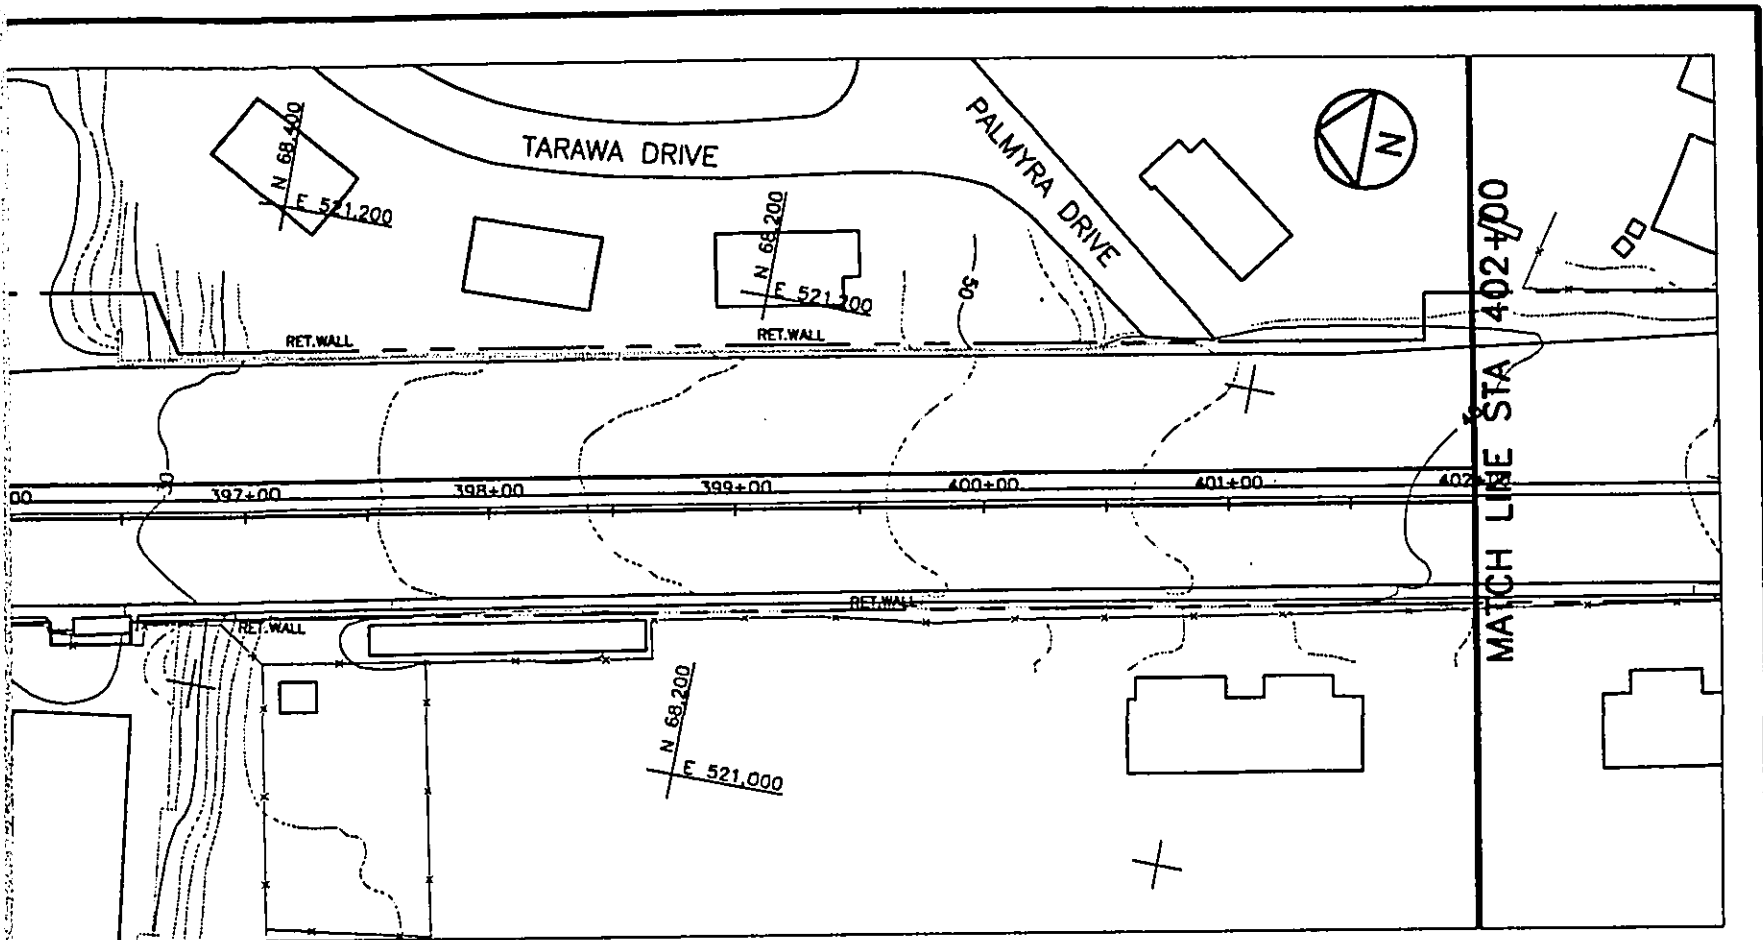 TARAWA DRIVE
PALMYRA DRIVE
N
N 68,400
E 521,200
N 68,200
E 521,200
50
RET.WALL
RET.WALL
MATCH LINE STA 402+00
00
397+00
398+00
399+00
400+00
401+00
RET.WALL
RET.WALL
N 68,200
E 521,000